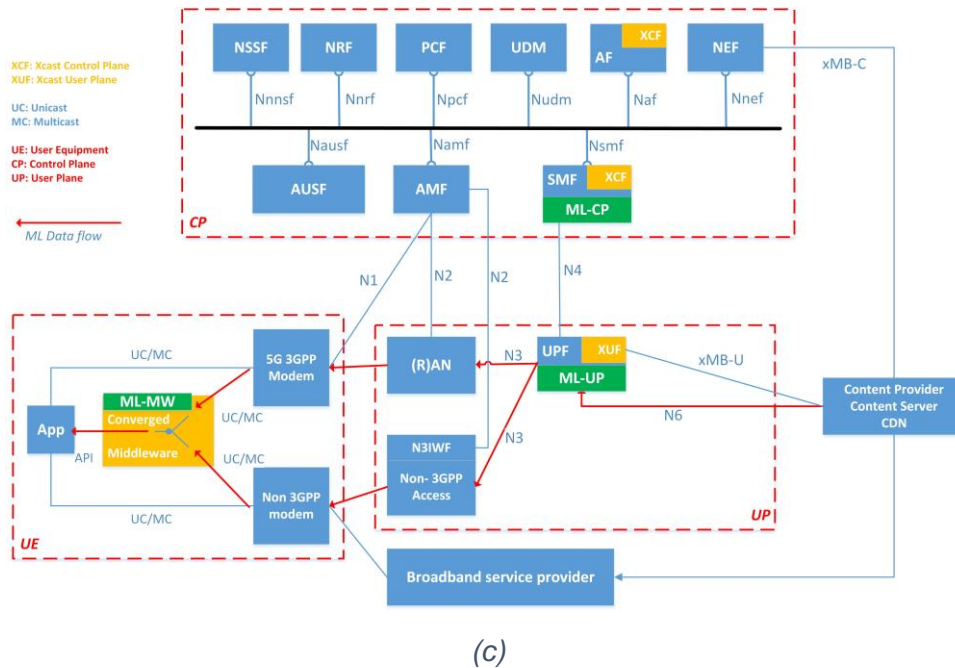 XCF: Xcast Control Plane
XUF: Xcast User Plane
UC: Unicast
MC: Multicast
UE: User Equipment
CP: Control Plane
UP: User Plane
ML Data flow
NSSF
NRF
PCF
UDM
XCF
AF
NEF
xMB-C
Nnnsf
Nnrf
Npcf
Nudm
Naf
Nnef
Nausf
Namf
Nsmf
AUSF
AMF
SMF
XCF
ML-CP
CP
N1
N2
N2
N4
UC/MC
5G 3GPP
Modem
(R)AN
N3
UPF
XUF
ML-UP
xMB-U
Content Provider
Content Server
CDN
N6
ML-MW
Converged
Middleware
UC/MC
App
API
UC/MC
N3
N3IWF
Non- 3GPP
Access
Non 3GPP
modem
UC/MC
UE
UP
Broadband service provider
(c)